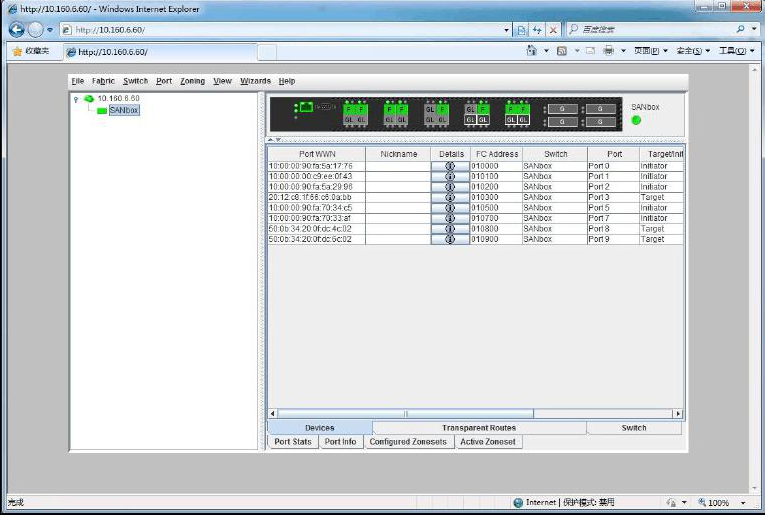 http://10.160.6.60/ - Windows Internet Explorer
http://10.160.6.60/
百度搜索
收藏夹
http://10.160.6.60/
页面(P)
安全(S)
工具(O)
File Fabric Switch Port Zoning View Wizards Help
10.160.6.60
SANbox
SANbox
F F F F G F F F F F
GL GL GL GL GL GL GL GL GL GL
G G
G G
Port WWN Nickname Details FC Address Switch Port Target/Init
10:00:00:90:fa:5a:17:76 010000 SANbox Port 0 Initiator
10:00:00:00:c9:ee:0f:43 010100 SANbox Port 1 Initiator
10:00:00:90:fa:5a:29:96 010200 SANbox Port 2 Initiator
20:12:c8:1f:66:c6:0a:bb 010300 SANbox Port 3 Target
10:00:00:90:fa:70:34:c5 010500 SANbox Port 5 Initiator
10:00:00:90:fa:70:33:af 010700 SANbox Port 7 Initiator
50:0b:34:20:0f:dc:4c:02 010800 SANbox Port 8 Target
50:0b:34:20:0f:dc:6c:02 010900 SANbox Port 9 Target
Devices Transparent Routes Switch
Port Stats Port Info Configured Zonesets Active Zoneset
完成
Internet | 保护模式: 禁用
100%